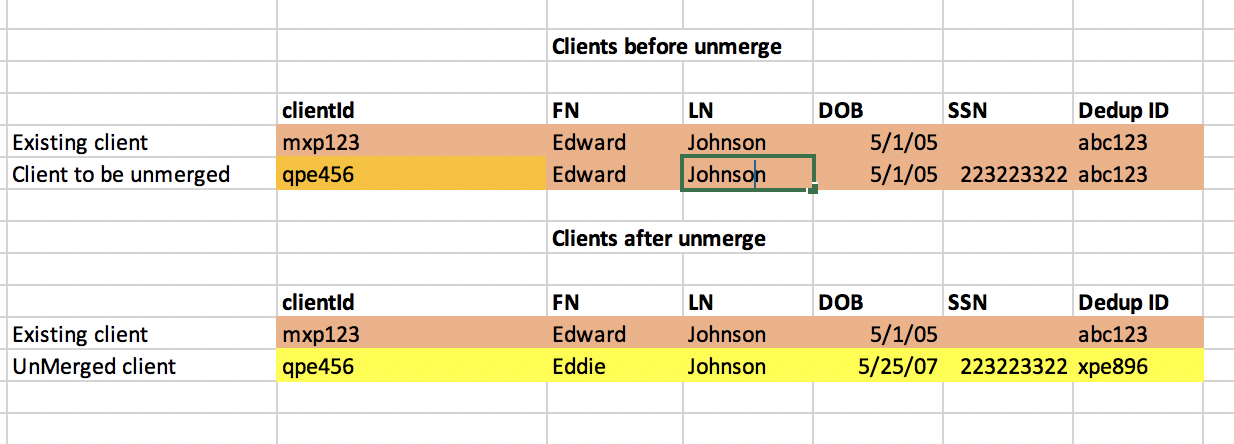 Clients before unmerge
clientId FN LN DOB SSN Dedup ID
Existing client mxp123 Edward Johnson 5/1/05 abc123
Client to be unmerged qpe456 Edward Johnson 5/1/05 223223322 abc123
Clients after unmerge
clientId FN LN DOB SSN Dedup ID
Existing client mxp123 Edward Johnson 5/1/05 abc123
UnMerged client qpe456 Eddie Johnson 5/25/07 223223322 xpe896